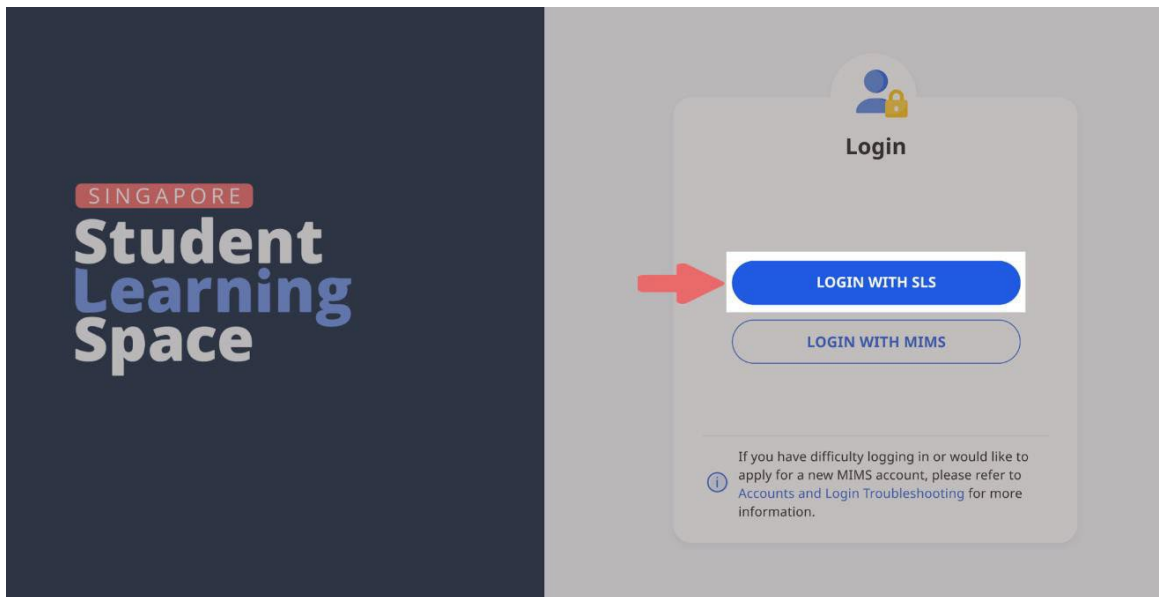 SINGAPORE
Student
Learning
Space
Login
LOGIN WITH SLS
LOGIN WITH MIMS
If you have difficulty logging in or would like to
apply for a new MIMS account, please refer to
Accounts and Login Troubleshooting for more
information.